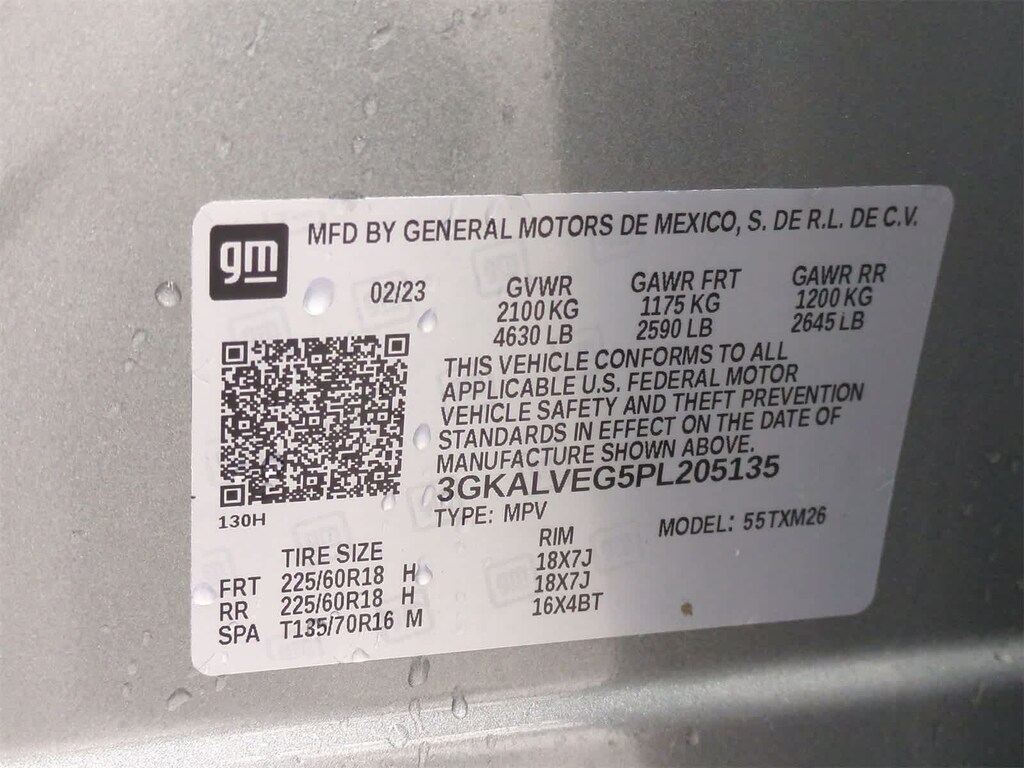 gm
MFD BY GENERAL MOTORS DE MEXICO, S. DE R.L. DE C.V.
02/23 GVWR GAWR FRT GAWR RR
2100 KG 1175 KG 1200 KG
4630 LB 2590 LB 2645 LB
THIS VEHICLE CONFORMS TO ALL
APPLICABLE U.S. FEDERAL MOTOR
VEHICLE SAFETY AND THEFT PREVENTION
STANDARDS IN EFFECT ON THE DATE OF
MANUFACTURE SHOWN ABOVE.
3GKALVEG5PL205135
130H
TYPE: MPV MODEL: 55TXM26
TIRE SIZE RIM
FRT 225/60R18 H 18X7J
RR 225/60R18 H 18X7J
SPA T135/70R16 M 16X4BT